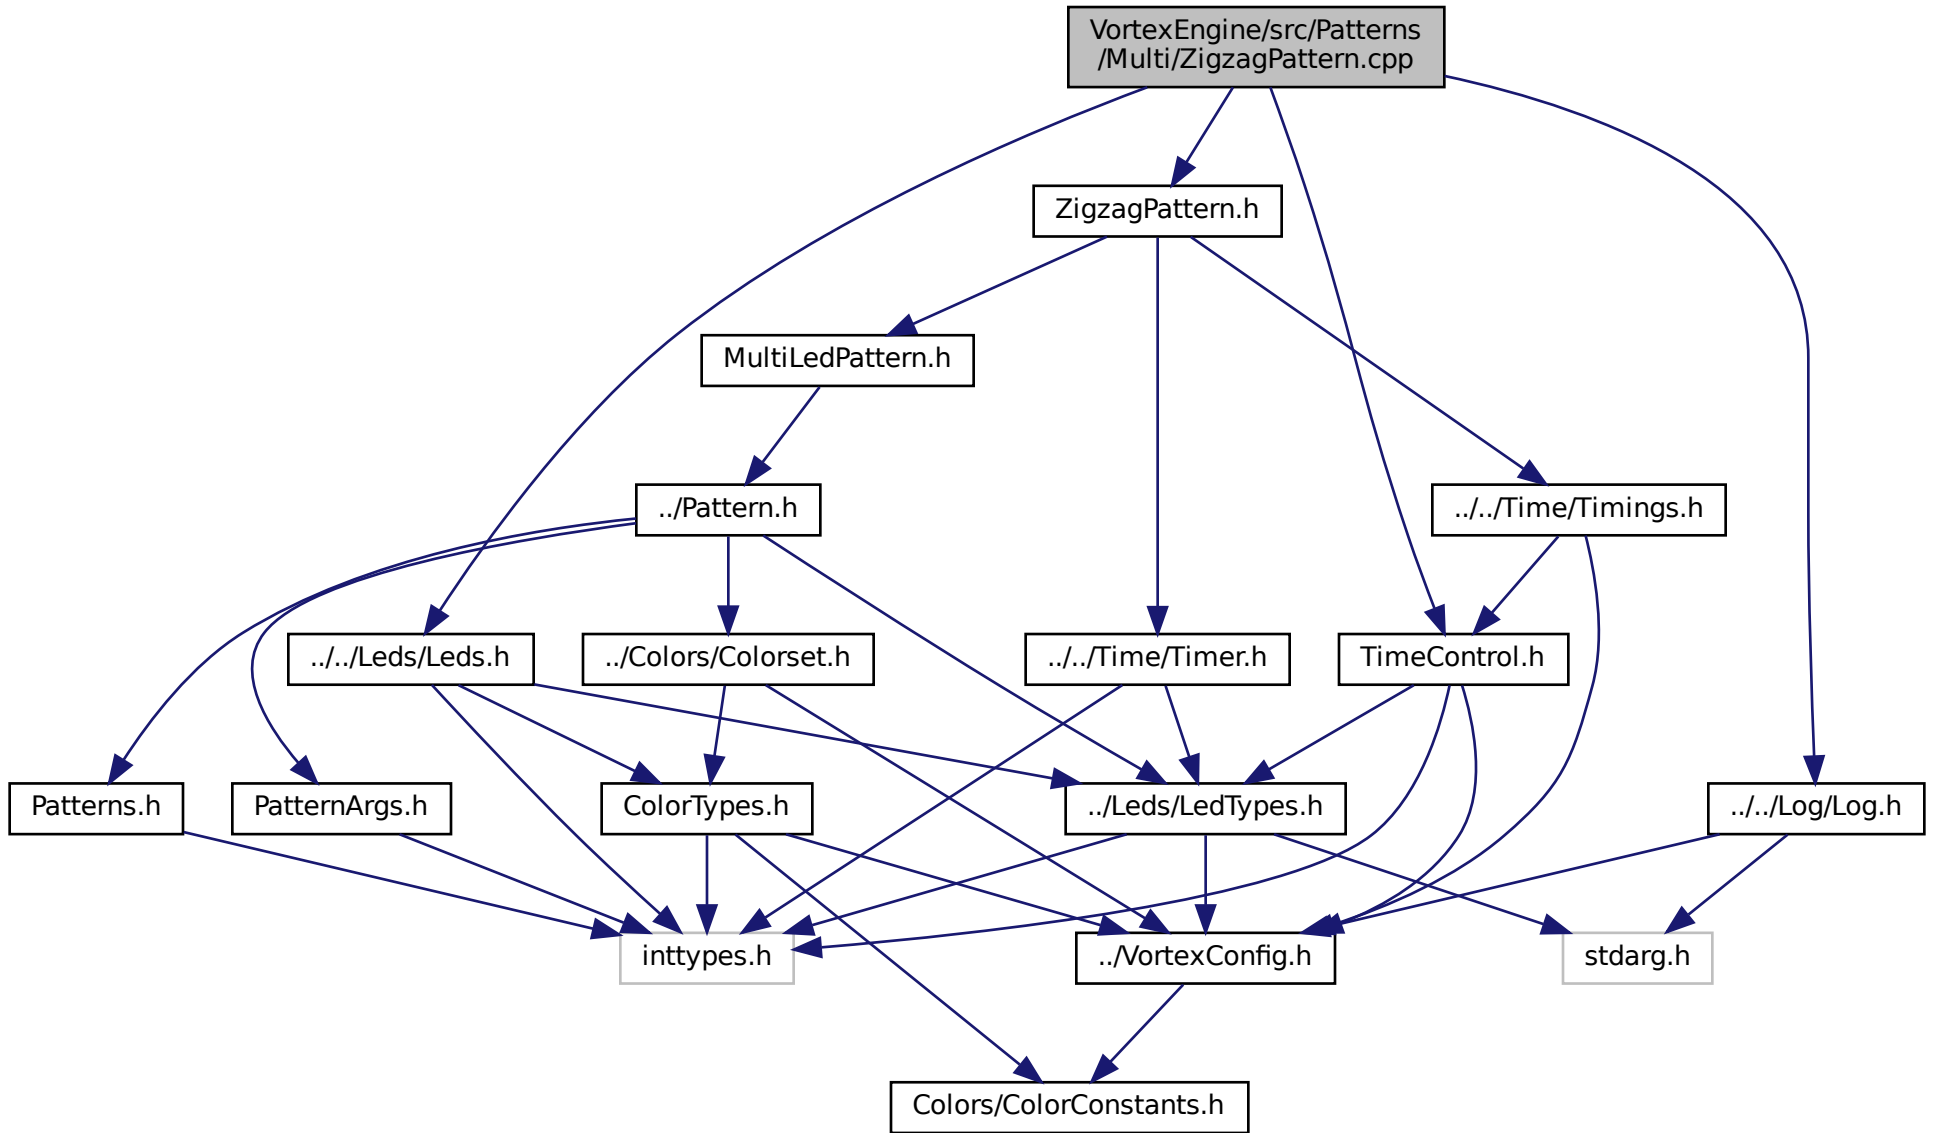 VortexEngine/src/Patterns
/Multi/ZigzagPattern.cpp
ZigzagPattern.h
MultiLedPattern.h
../Pattern.h
../../Time/Timings.h
../../Leds/Leds.h
../Colors/Colorset.h
../../Time/Timer.h
TimeControl.h
Patterns.h
PatternArgs.h
ColorTypes.h
../Leds/LedTypes.h
../../Log/Log.h
inttypes.h
../VortexConfig.h
stdarg.h
Colors/ColorConstants.h